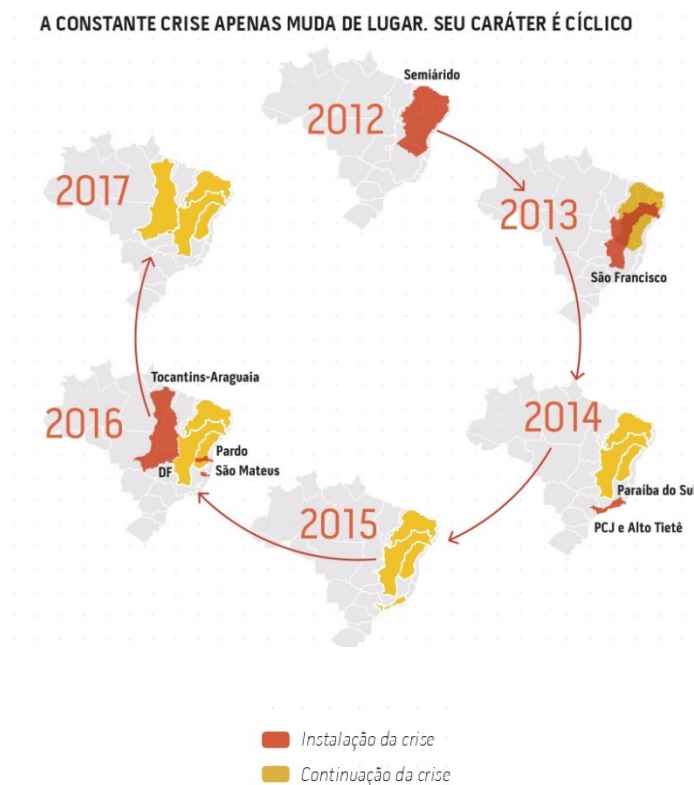 A CONSTANTE CRISE APENAS MUDA DE LUGAR. SEU CARÁTER É CÍCLICO
Semiárido
2012
2013
São Francisco
2014
Paraíba do Sul
PCJ e Alto Tietê
2015
Tocantins-Araguaia
2016
Pardo
São Mateus
DF
2017
Instalação da crise
Continuação da crise